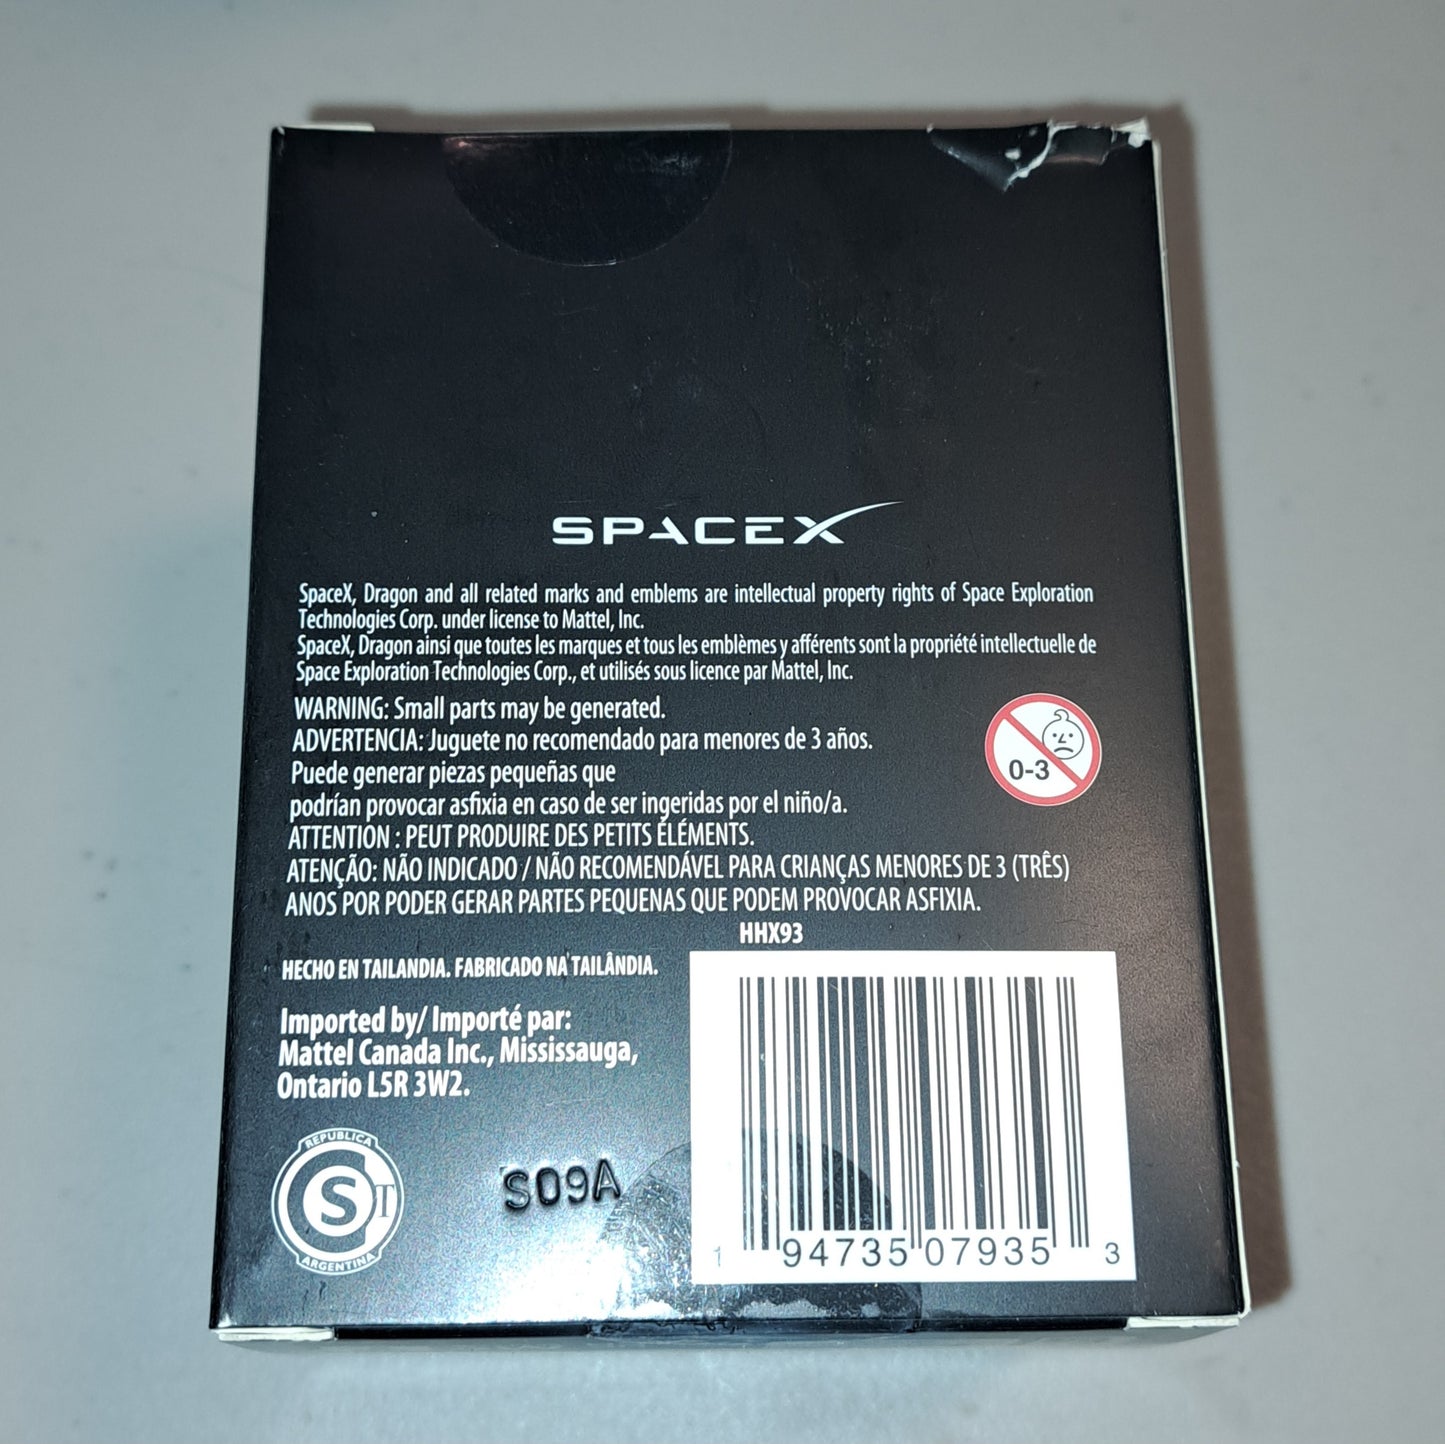 SPACEX
SpaceX, Dragon and all related marks and emblems are intellectual property rights of Space Exploration
Technologies Corp. under license to Mattel, Inc.
SpaceX, Dragon ainsi que toutes les marques et tous les emblèmes y afférents sont la propriété intellectuelle de
Space Exploration Technologies Corp., et utilisés sous licence par Mattel, Inc.
WARNING: Small parts may be generated.
ADVERTENCIA: Juguete no recomendado para menores de 3 años.
Puede generar piezas pequeñas que
podrían provocar asfixia en caso de ser ingeridas por el niño/a.
ATTENTION : PEUT PRODUIRE DES PETITS ÉLÉMENTS.
ATENÇÃO: NÃO INDICADO / NÃO RECOMENDÁVEL PARA CRIANÇAS MENORES DE 3 (TRÊS)
ANOS POR PODER GERAR PARTES PEQUENAS QUE PODEM PROVOCAR ASFIXIA.
0-3
HHX93
HECHO EN TAILANDIA. FABRICADO NA TAILÂNDIA.
Imported by/ Importé par:
Mattel Canada Inc., Mississauga,
Ontario L5R 3W2.
REPUBLICA
S
ARGENTINA
S09A
1 94735 07935 3